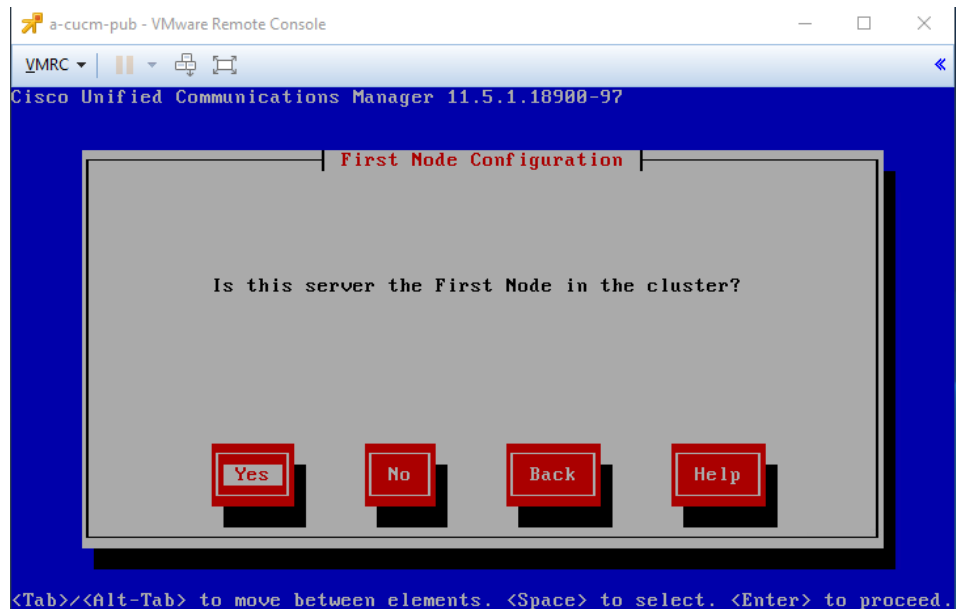 a-cucm-pub - VMware Remote Console
VMRC
Cisco Unified Communications Manager 11.5.1.18900-97
First Node Configuration
Is this server the First Node in the cluster?
Yes No Back Help
<Tab>/<Alt-Tab> to move between elements. <Space> to select. <Enter> to proceed.